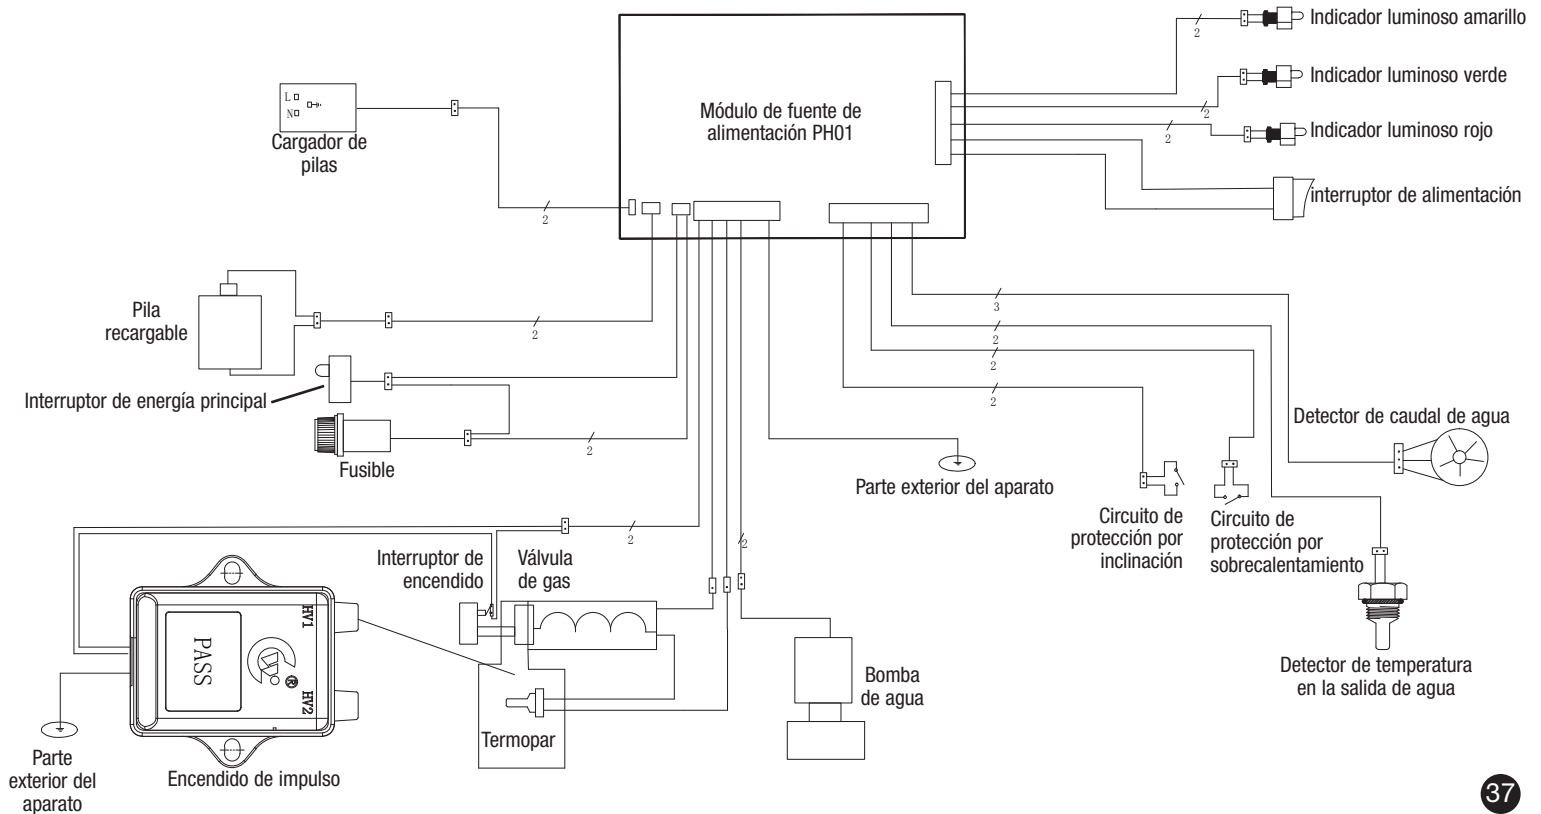 Indicador luminoso amarillo
2
Indicador luminoso verde
2
Indicador luminoso rojo
2
interruptor de alimentación
Módulo de fuente de
alimentación PH01
L
N
Cargador de
pilas
2
Pila
recargable
2
Interruptor de energía principal
Fusible
2
3
2
2
2
Detector de caudal de agua
Parte exterior del aparato
Circuito de
protección por
inclinación
Circuito de
protección por
sobrecalentamiento
Detector de temperatura
en la salida de agua
2
2
Interruptor de
encendido
Válvula
de gas
HV1
PASS
®
HV2
Termopar
Bomba
de agua
Parte
exterior del
aparato
Encendido de impulso
37